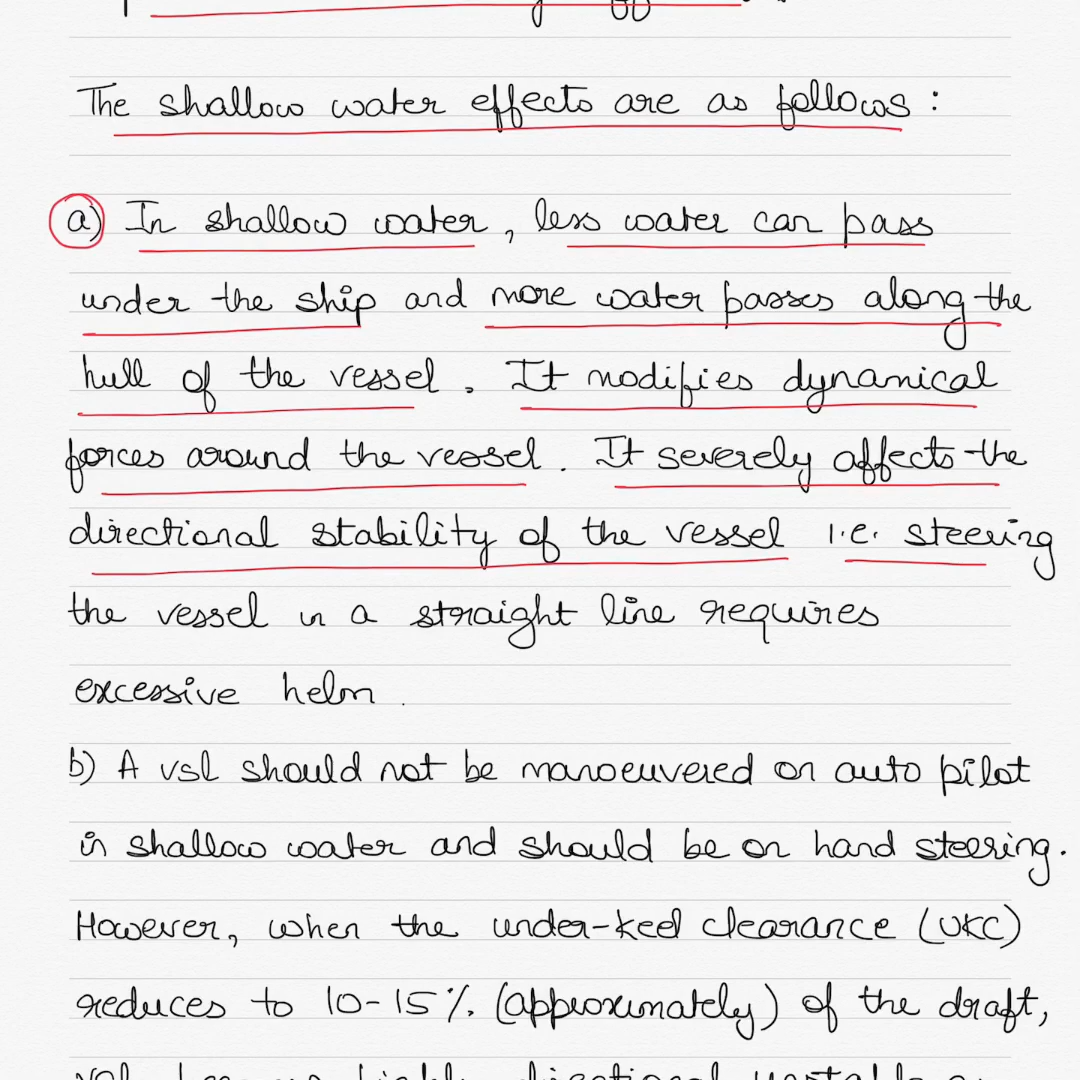 The shallow water effects are as follows :
a) In shallow water, less water can pass
under the ship and more water passes along the
hull of the vessel. It modifies dynamical
forces around the vessel. It severely affects the
directional stability of the vessel i.e. steering
the vessel in a straight line requires
excessive helm.
b) A vsl should not be manoeuvered on auto pilot
in shallow water and should be on hand steering.
However, when the under-keel clearance (UKC)
reduces to 10-15% (approximately) of the draft,